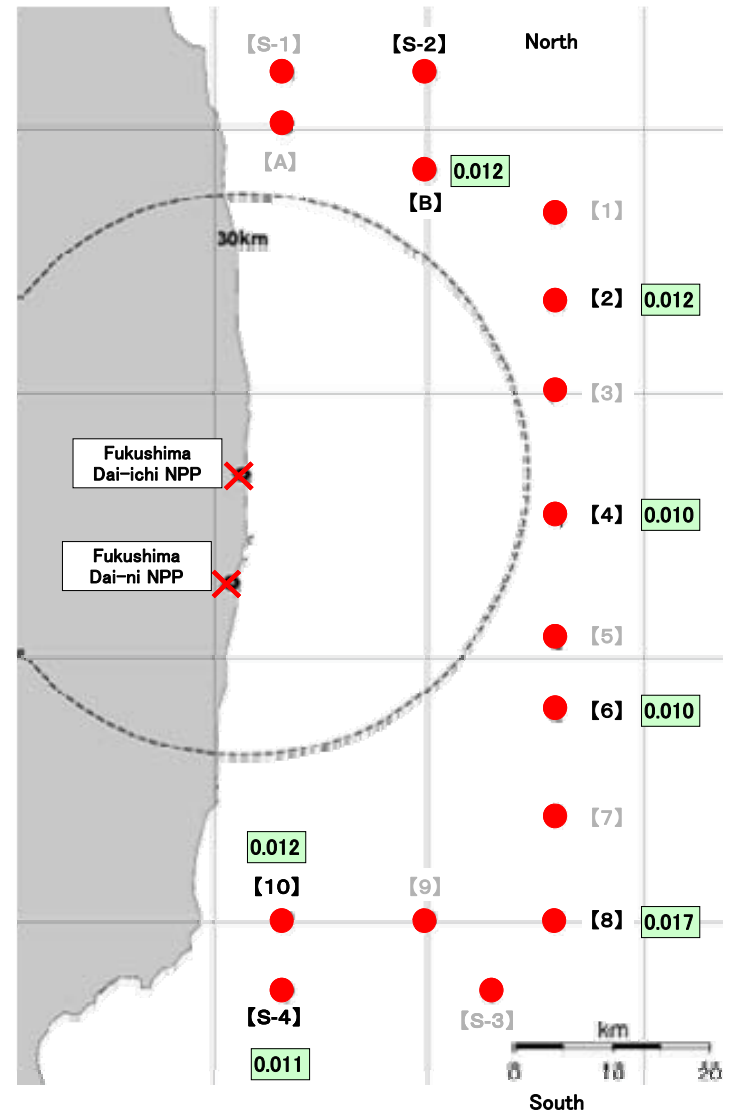 【S-1】
【S-2】
North
【A】
0.012
【B】
【1】
30km
【2】
0.012
【3】
Fukushima
Dai-ichi NPP
【4】
0.010
Fukushima
Dai-ni NPP
【5】
【6】
0.010
【7】
0.012
【10】
【9】
【8】
0.017
【S-4】
【S-3】
km
0 10 20
0.011
South